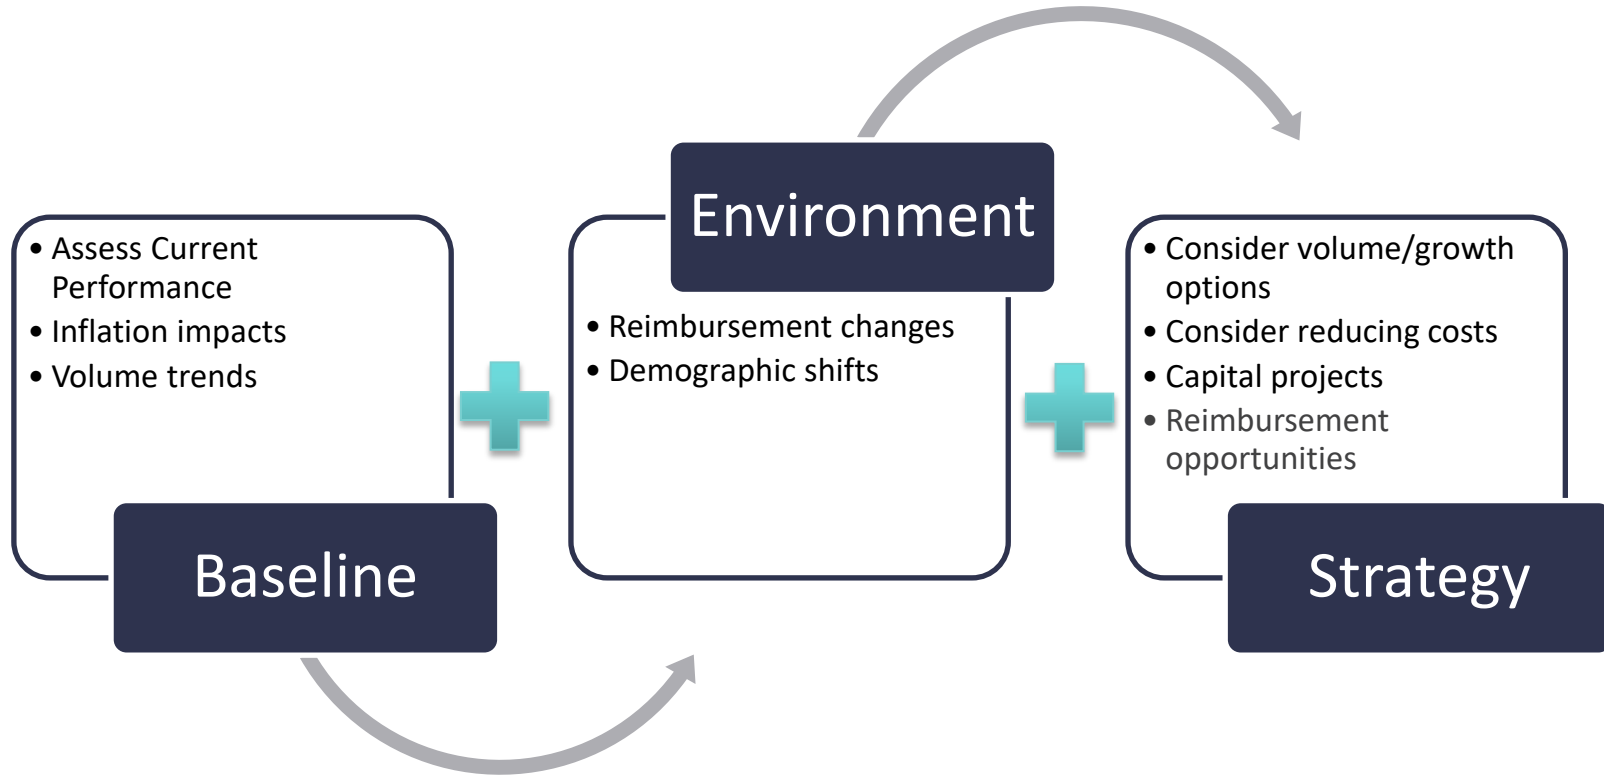 • Assess Current
Performance
• Inflation impacts
• Volume trends
Baseline
Environment
• Reimbursement changes
• Demographic shifts
• Consider volume/growth
options
• Consider reducing costs
• Capital projects
• Reimbursement
opportunities
Strategy